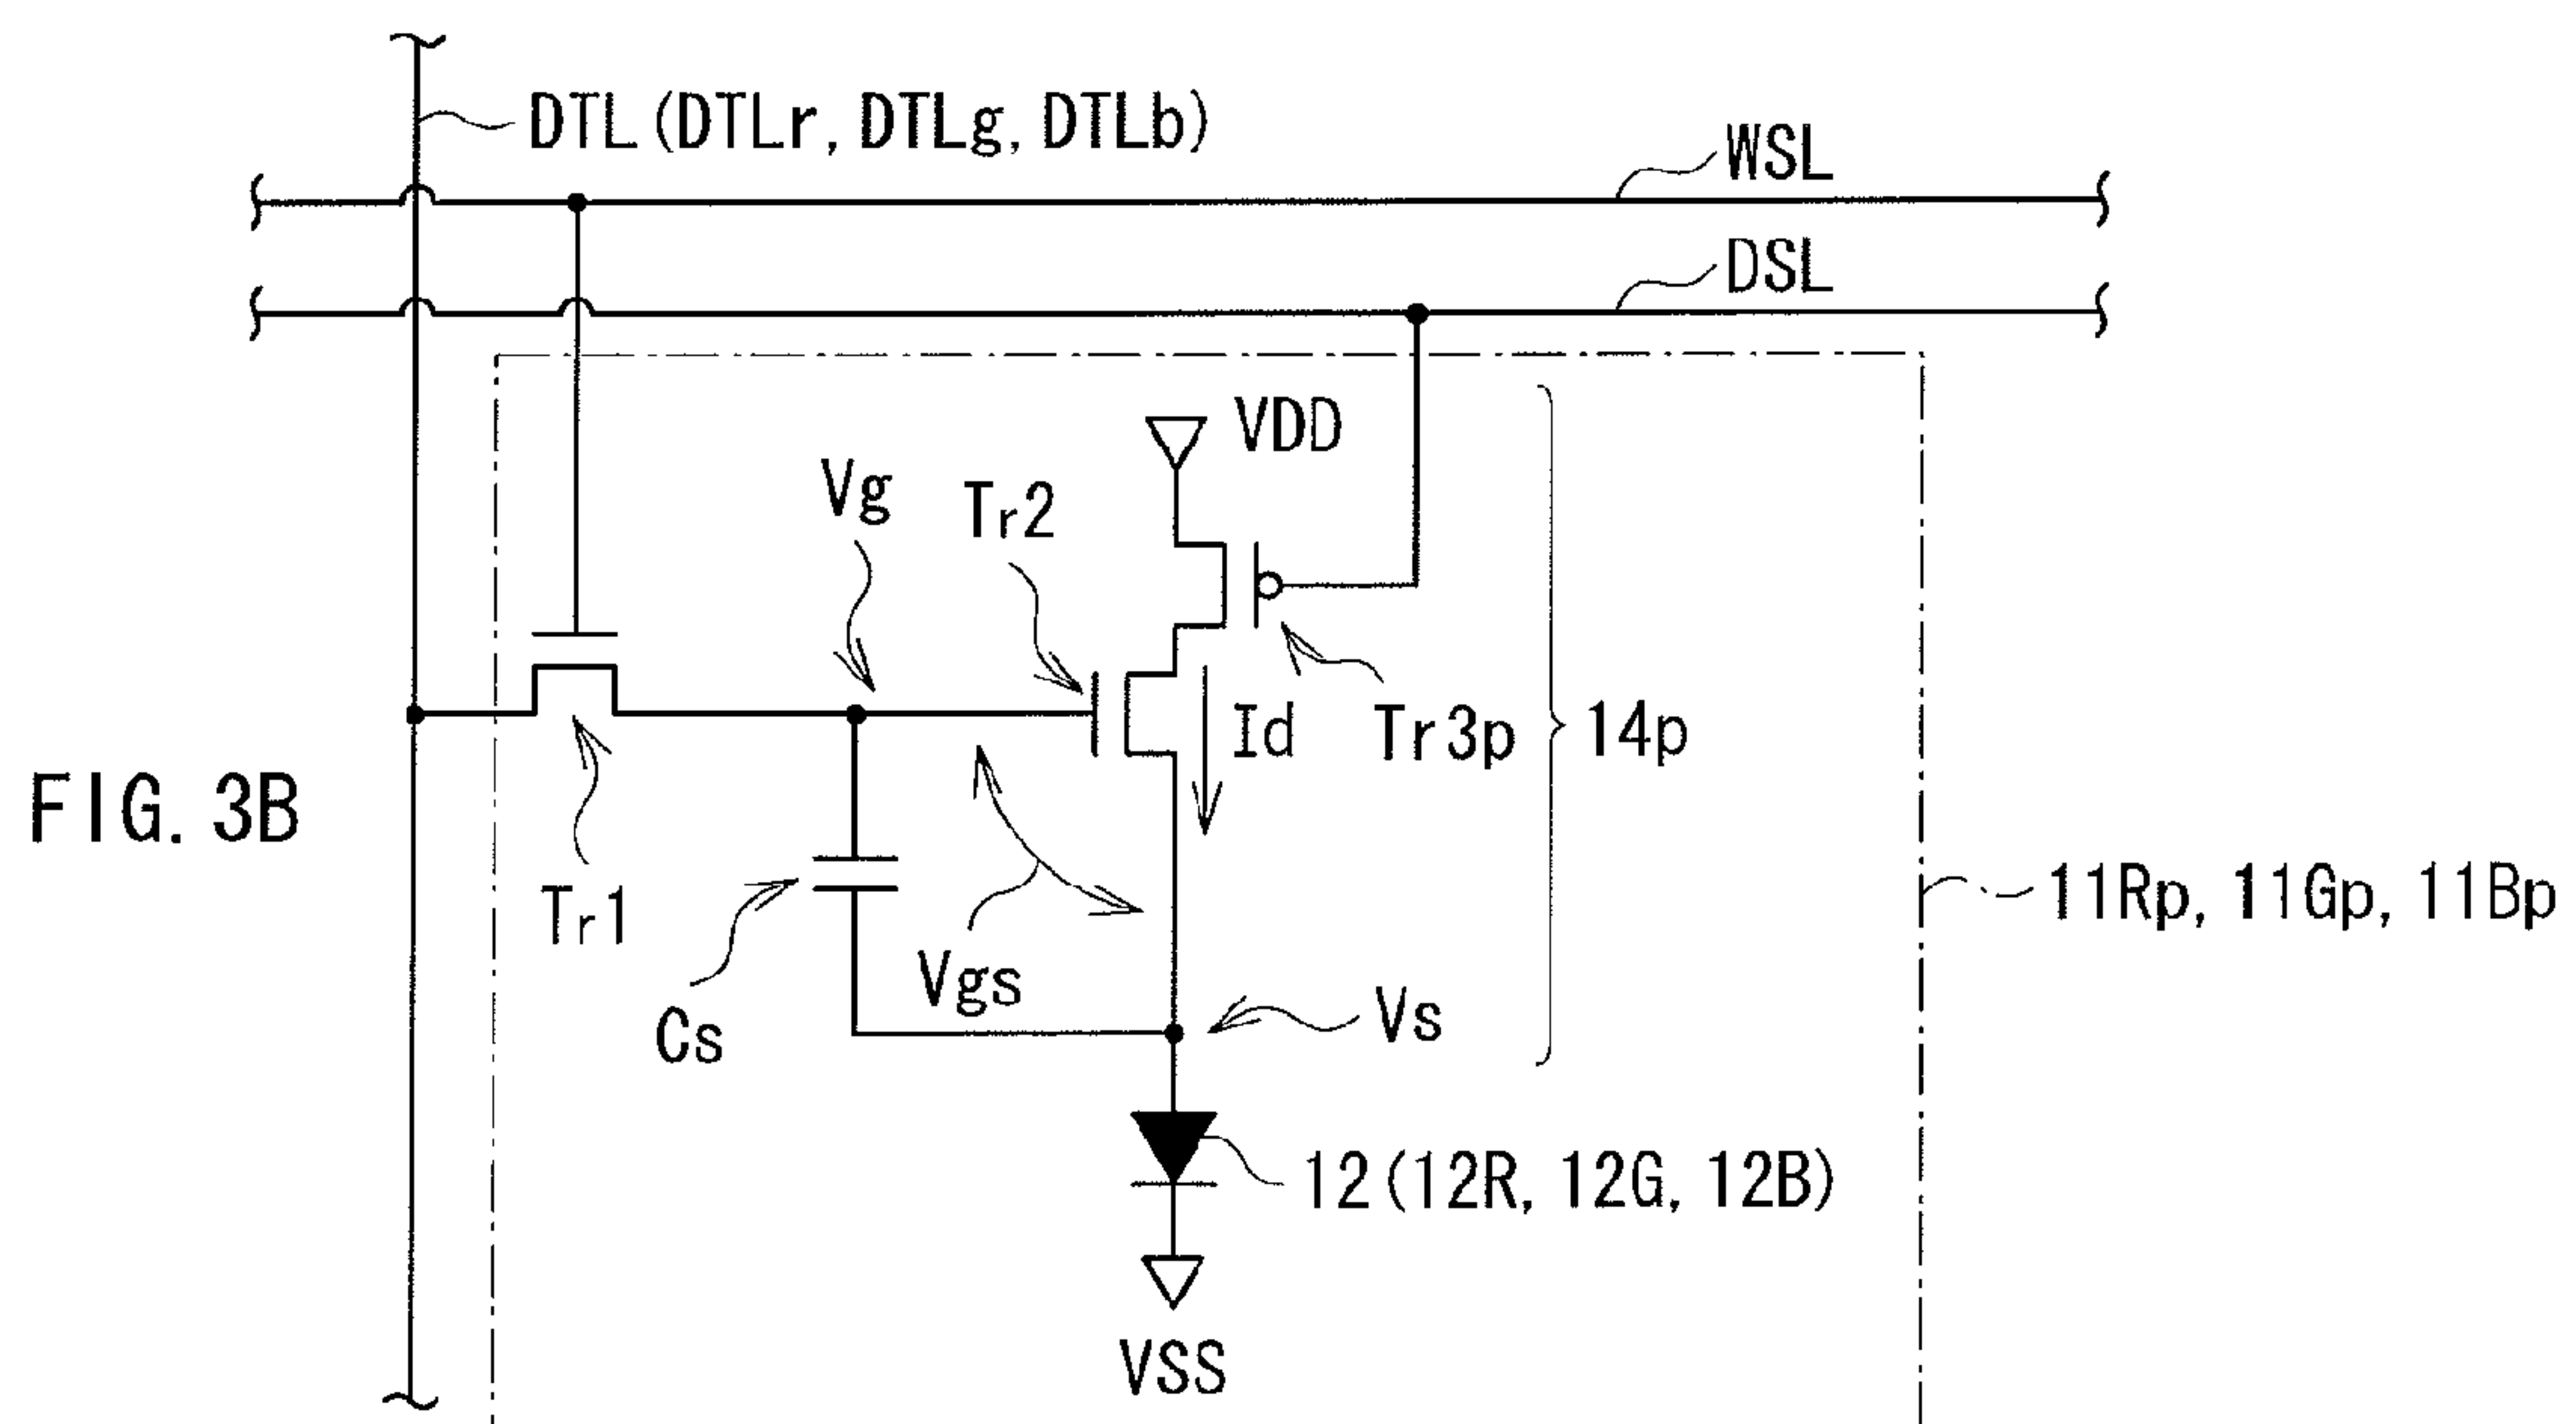 DTL (DTLr, DTLg, DTLb)
WSL
DSL
VDD
Vg
Tr2
Id
Tr3p
14p
FIG. 3B
Tr1
11Rp, 11Gp, 11Bp
Vgs
Cs
Vs
12 (12R, 12G, 12B)
VSS